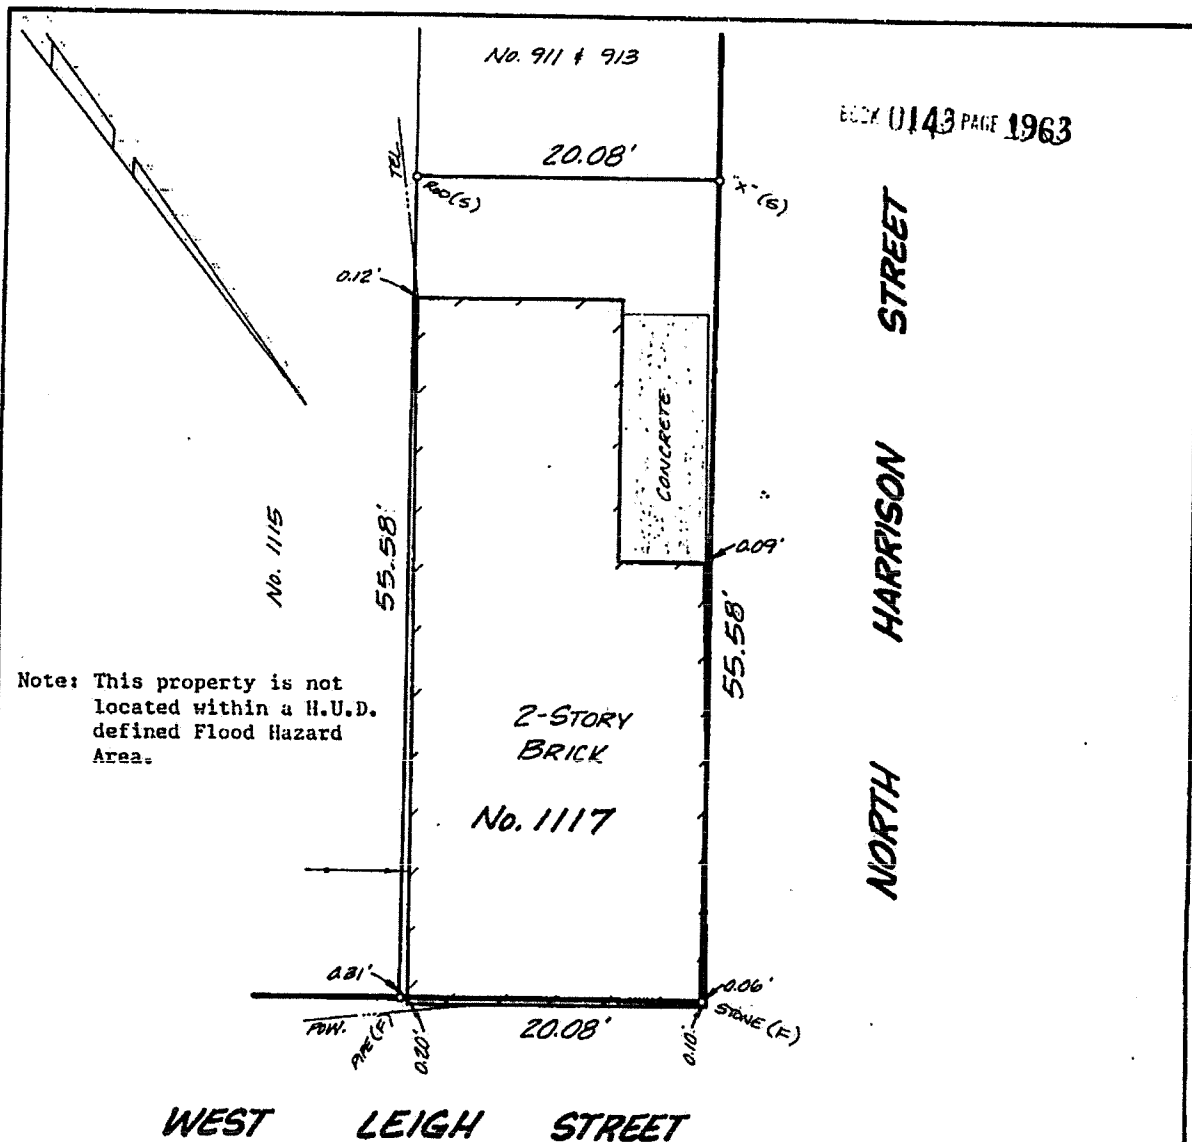 No. 911 & 913
BOOK 0143 PAGE 1963
20.08'
TEL.
ROD(S)
"X" (S)
0.12'
NORTH HARRISON STREET
CONCRETE
No. 1115
55.58'
0.09'
55.58'
Note: This property is not
located within a H.U.D.
defined Flood Hazard
Area.
2-STORY
BRICK
No. 1117
0.31'
0.06'
POW.
PIPE(F)
0.20'
20.08'
0.10'
STONE (F)
WEST LEIGH STREET